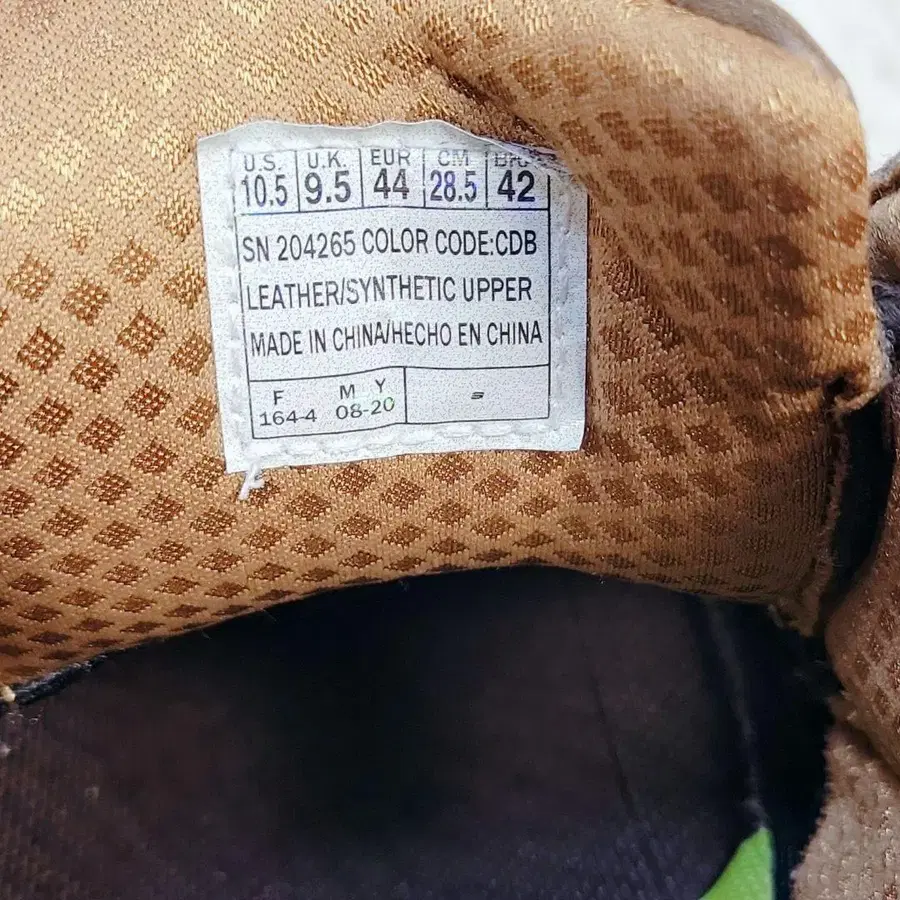 U.S. U.K. EUR CM BR.
10.5 9.5 44 28.5 42
SN 204265 COLOR CODE:CDB
LEATHER/SYNTHETIC UPPER
MADE IN CHINA/HECHO EN CHINA
F M Y
164-4 08-20